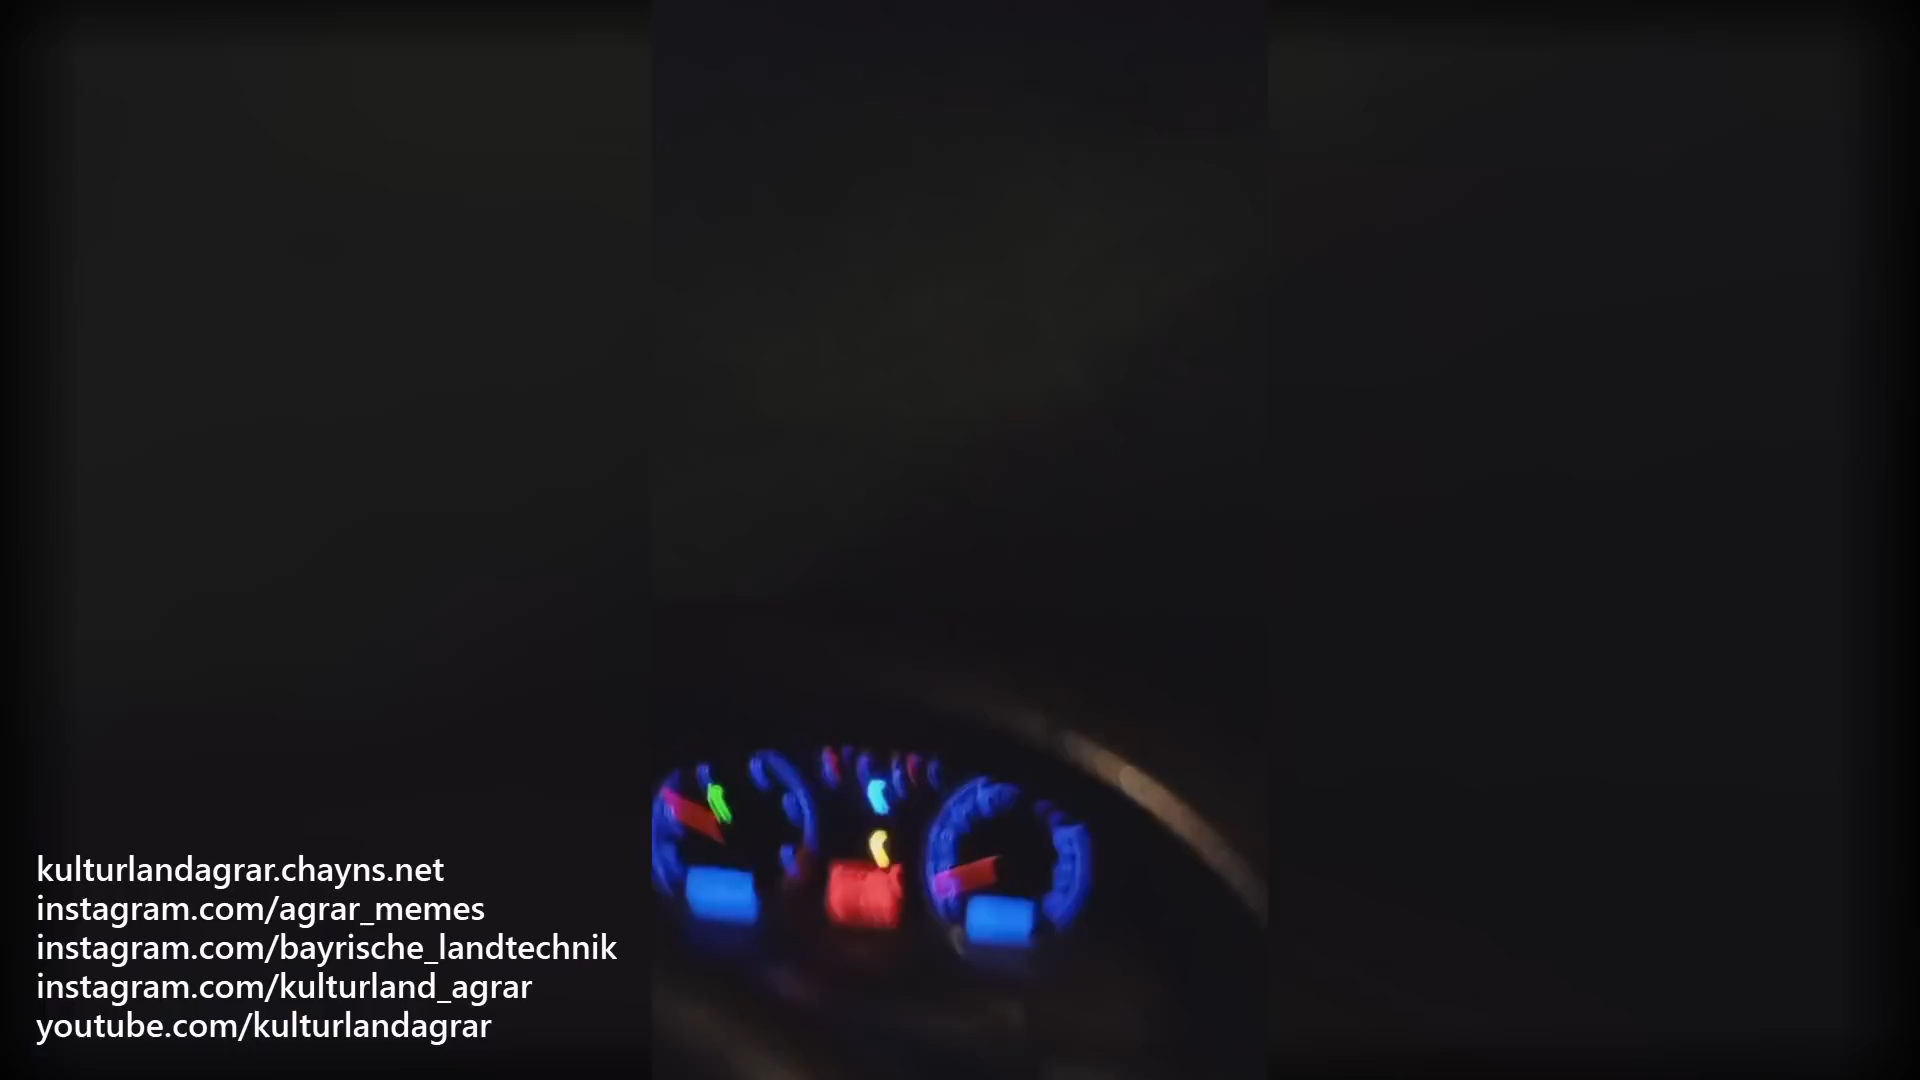 kulturlandagrar.chayns.net
instagram.com/agrar_memes
instagram.com/bayrische_landtechnik
instagram.com/kulturland_agrar
youtube.com/kulturlandagrar